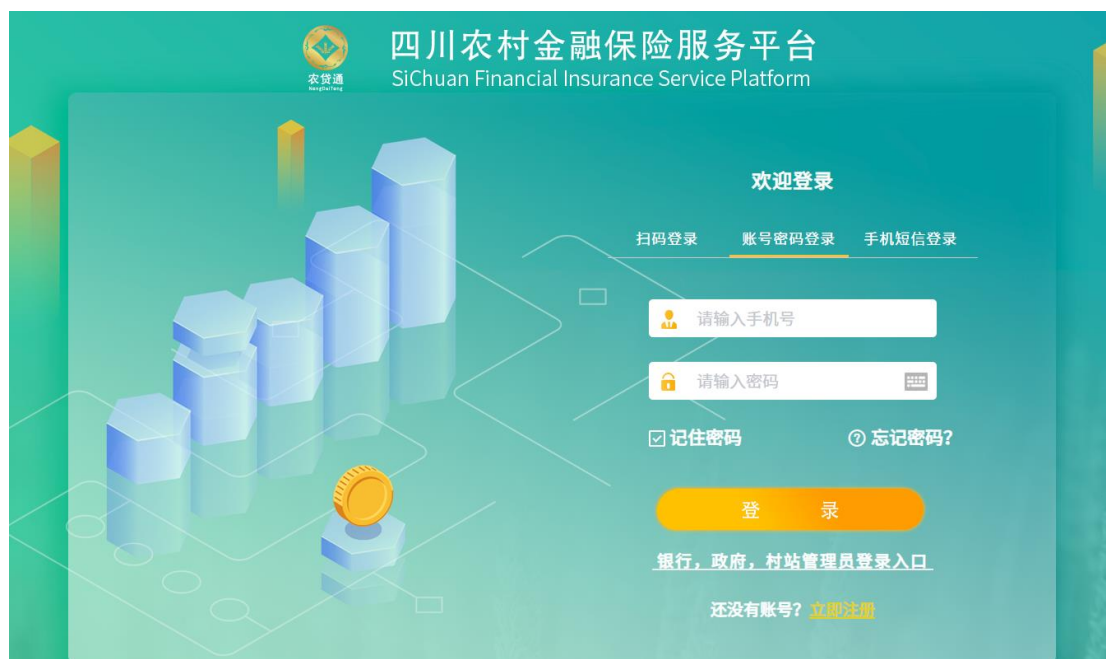 四川农村金融保险服务平台
农贷通
NongDaiTong
SiChuan Financial Insurance Service Platform
欢迎登录
扫码登录 账号密码登录 手机短信登录
请输入手机号
请输入密码
记住密码 忘记密码?
登 录
银行，政府，村站管理员登录入口
还没有账号? 立即注册